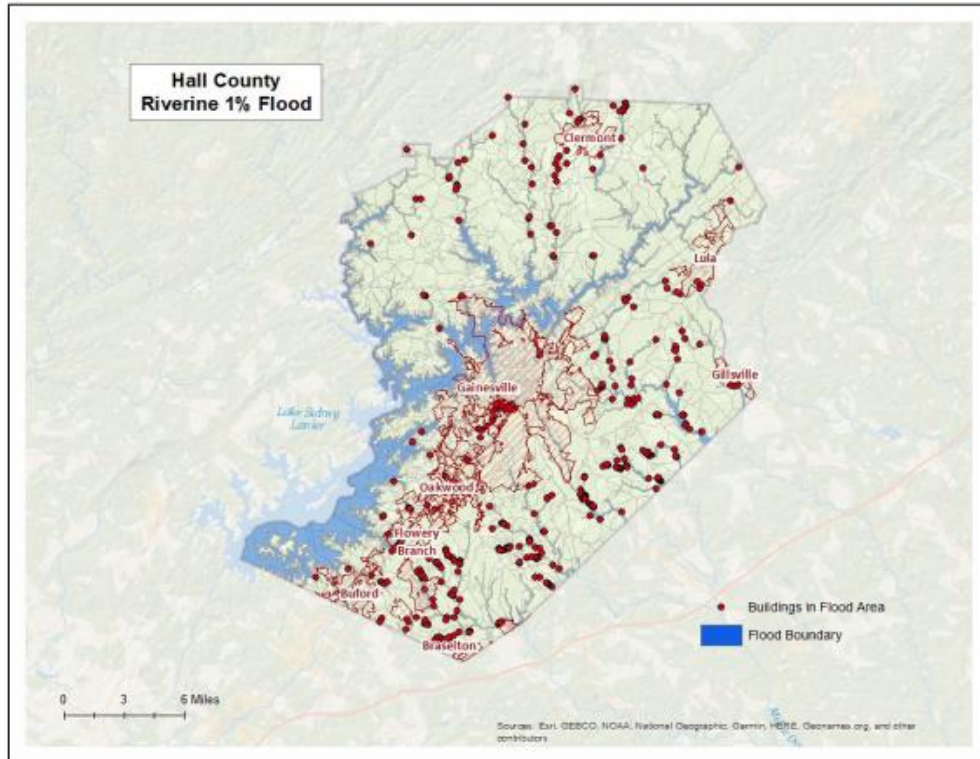 Hall County
Riverine 1% Flood
Clermont
Lula
Gainesville
Gillsville
Lake Sidney
Lanier
Oakwood
Flowery
Branch
Buford
Braselton
Buildings in Flood Area
Flood Boundary
0 3 6 Miles
Sources: Esri, GEBCO, NOAA, National Geographic, Garmin, HERE, Geonames.org, and other
contributors